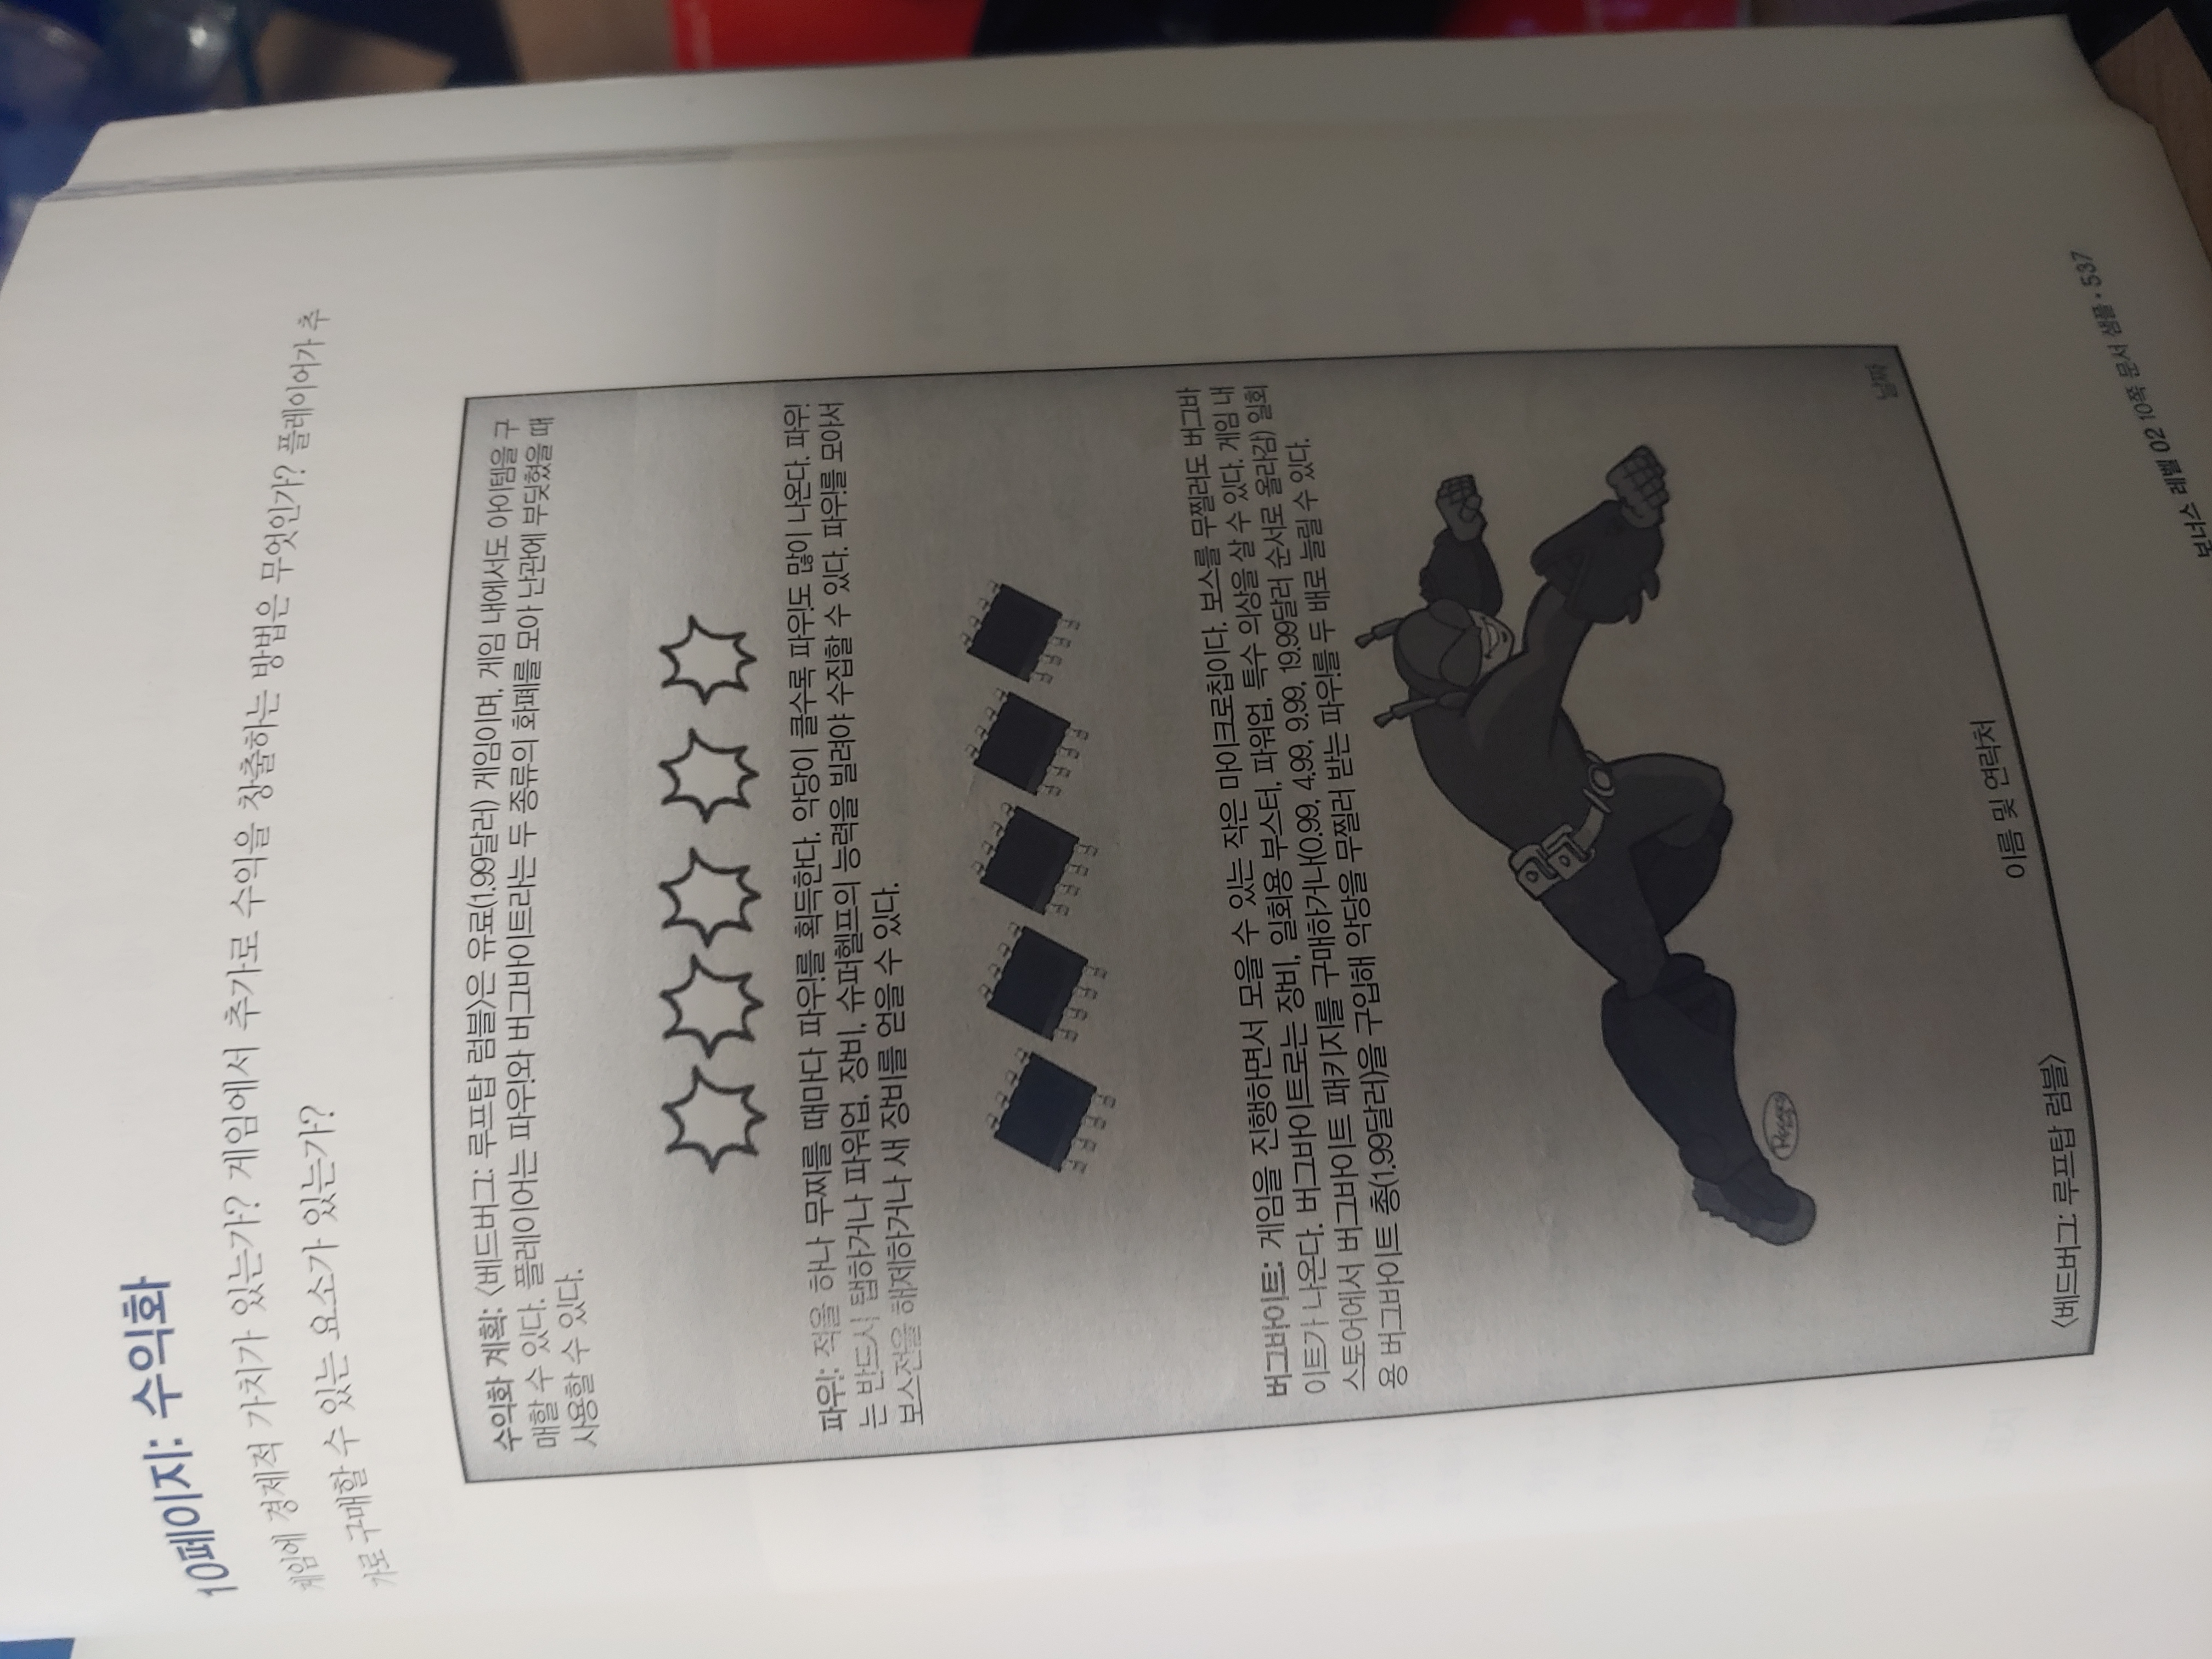 10페이지: 수익화
게임에 경제적 가치가 있는가? 게임에서 추가로 수익을 창출하는 방법은 무엇인가? 플레이어가 추
가로 구매할 수 있는 요소가 있는가?
수익화 계획: 〈베드버그: 루프탑 럼블〉은 유료(1.99달러) 게임이며, 게임 내에서도 아이템을 구
매할 수 있다. 플레이어는 파우!와 버그바이트라는 두 종류의 화폐를 모아 난관에 부딪혔을 때
사용할 수 있다.
파우!: 적을 하나 무찌를 때마다 파우!를 획득한다. 악당이 클수록 파우!도 많이 나온다. 파우!
는 반드시 탭하거나 파워업, 장비, 슈퍼헬프의 능력을 빌려야 수집할 수 있다. 파우!를 모아서
보스전을 해제하거나 새 장비를 얻을 수 있다.
버그바이트: 게임을 진행하면서 모을 수 있는 작은 마이크로칩이다. 보스를 무찔러도 버그바
이트가 나온다. 버그바이트로는 장비, 일회용 부스터, 파워업, 특수 의상을 살 수 있다. 게임 내
스토어에서 버그바이트 패키지를 구매하거나(0.99, 4.99, 9.99, 19.99달러 순서로 올라감) 일회
용 버그바이트 총(1.99달러)을 구입해 악당을 무찔러 받는 파우!를 두 배로 늘릴 수 있다.
날짜
이름 및 연락처
〈베드버그: 루프탑 럼블〉
보너스 레벨 02 10쪽 문서 샘플 • 537